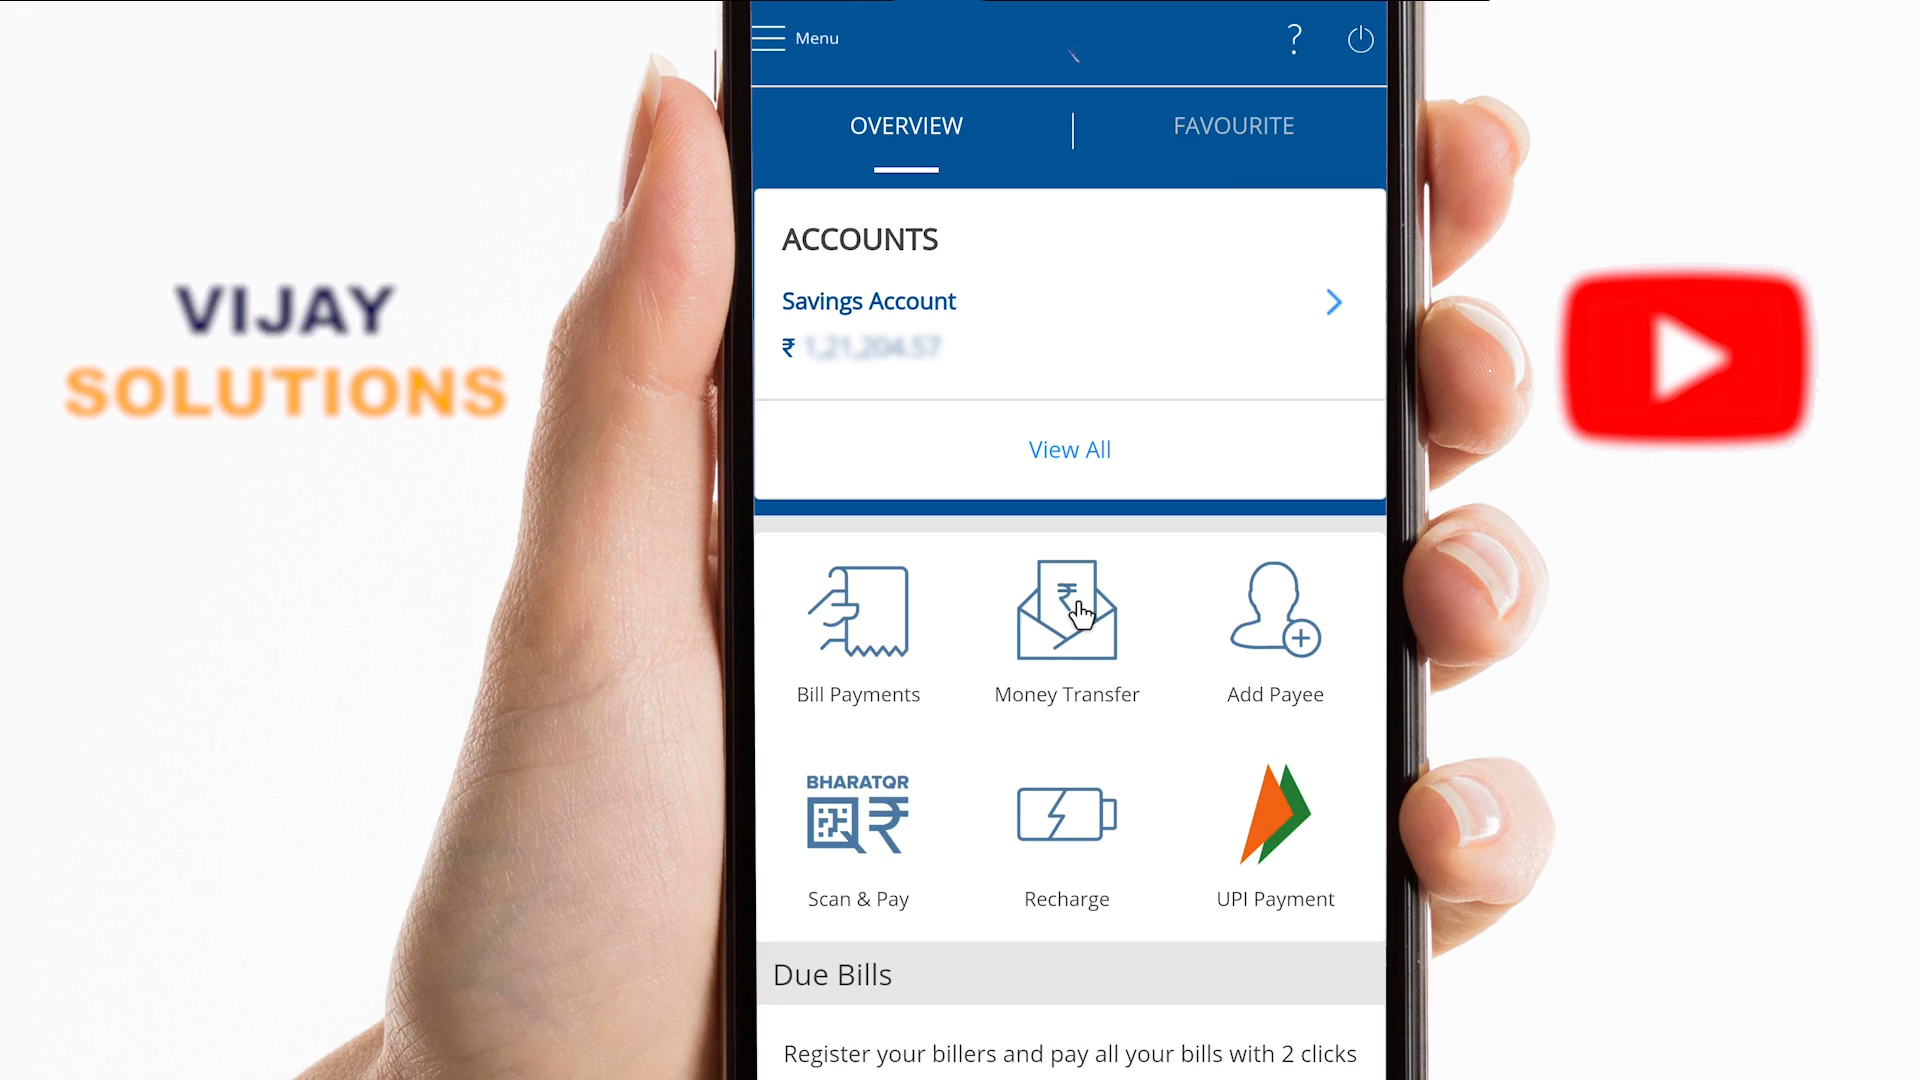 Menu
?
OVERVIEW
FAVOURITE
ACCOUNTS
Savings Account
₹
View All
VIJAY
SOLUTIONS
₹
Bill Payments
Money Transfer
Add Payee
BHARATQR
₹
Scan & Pay
Recharge
UPI Payment
Due Bills
Register your billers and pay all your bills with 2 clicks